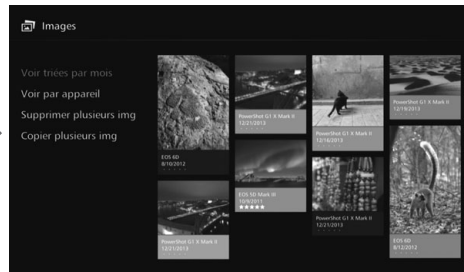 Images
Voir triées par mois
Voir par appareil
Supprimer plusieurs img
Copier plusieurs img
EOS 6D
8/10/2012
PowerShot G1 X Mark II
12/21/2013
PowerShot G1 X Mark II
12/21/2013
EOS 5D Mark III
10/9/2011
★★★★★
PowerShot G1 X Mark II
12/18/2013
PowerShot G1 X Mark II
12/21/2013
PowerShot G1 X Mark II
12/19/2013
EOS 6D
8/12/2012